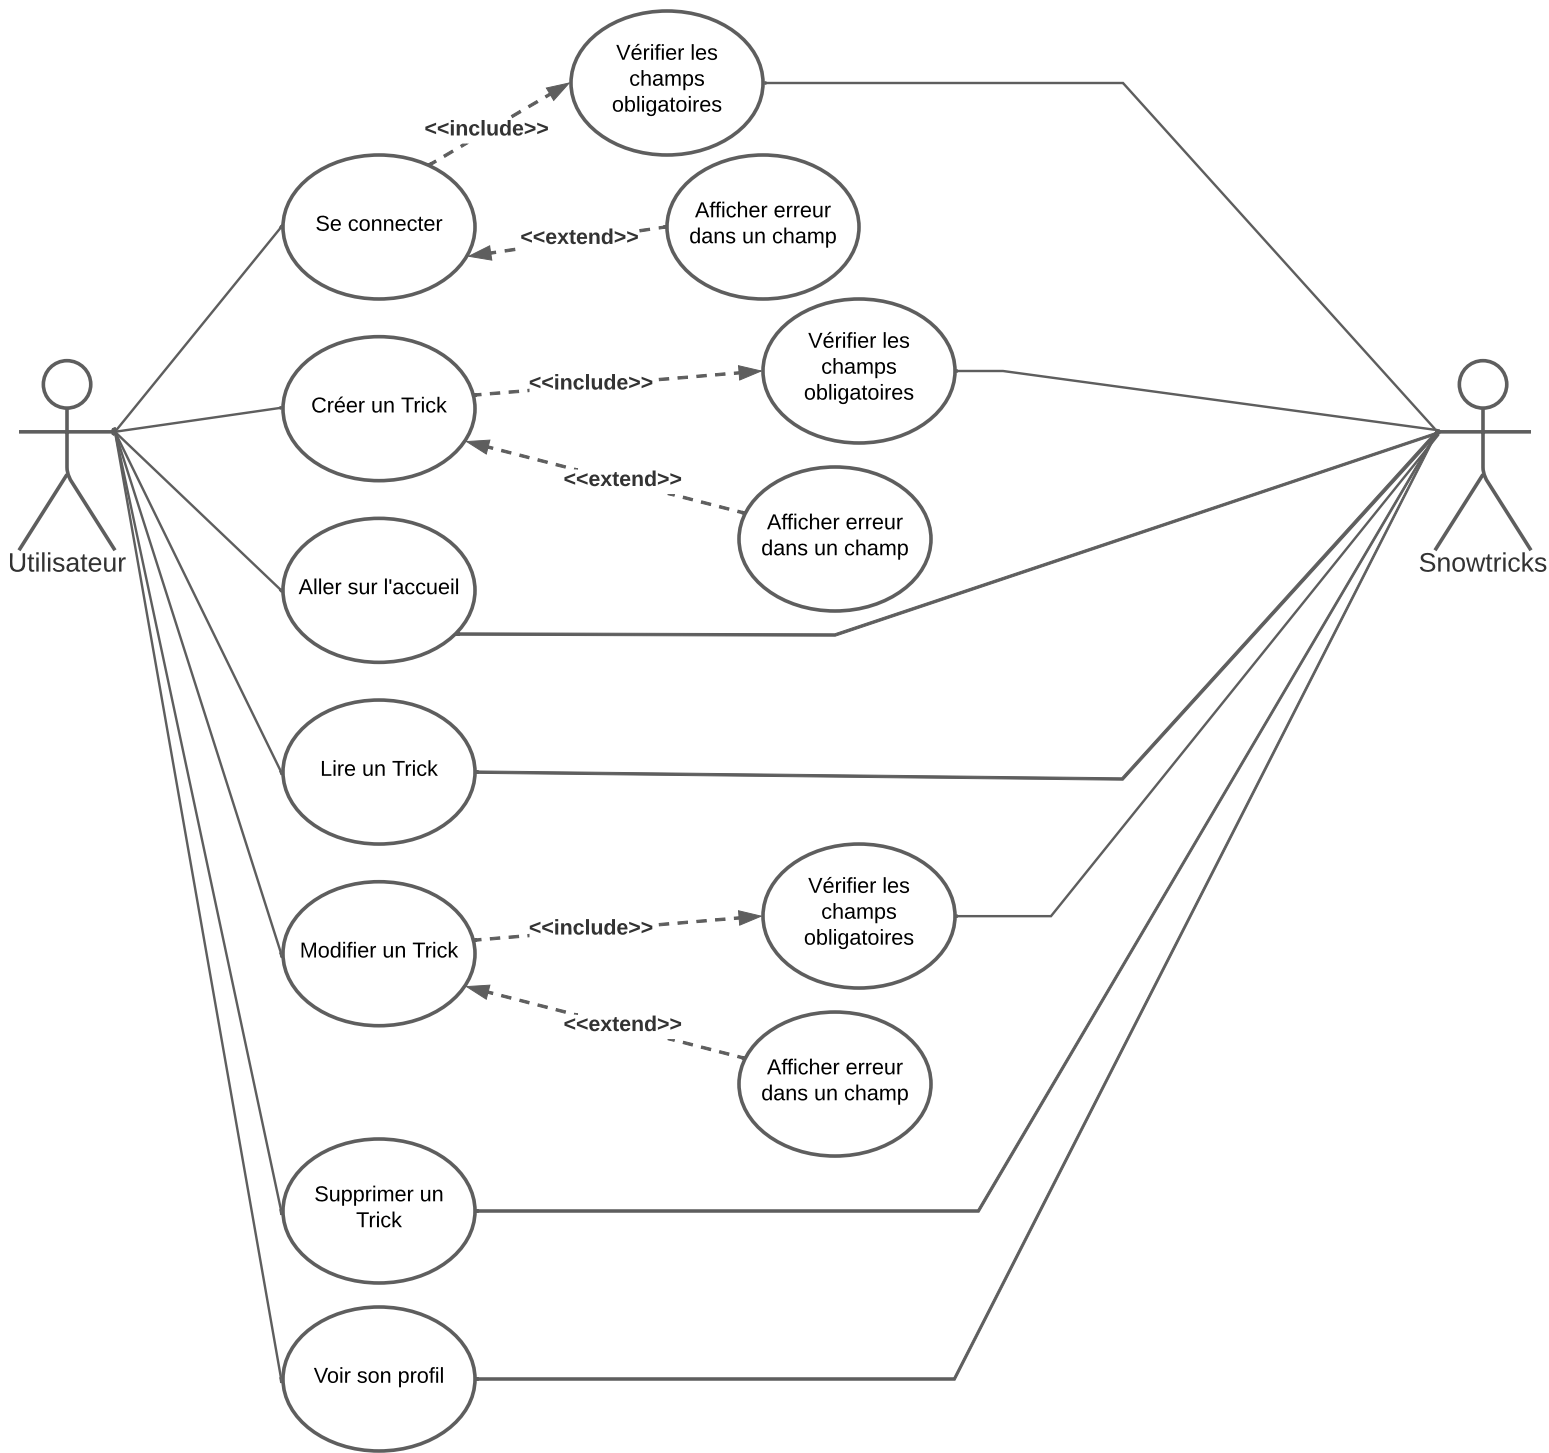 Vérifier les
champs
obligatoires
<<include>>
Se connecter
Afficher erreur
dans un champ
<<extend>>
Vérifier les
champs
obligatoires
<<include>>
Créer un Trick
<<extend>>
Afficher erreur
dans un champ
Utilisateur
Snowtricks
Aller sur l'accueil
Lire un Trick
Vérifier les
champs
obligatoires
<<include>>
Modifier un Trick
<<extend>>
Afficher erreur
dans un champ
Supprimer un
Trick
Voir son profil